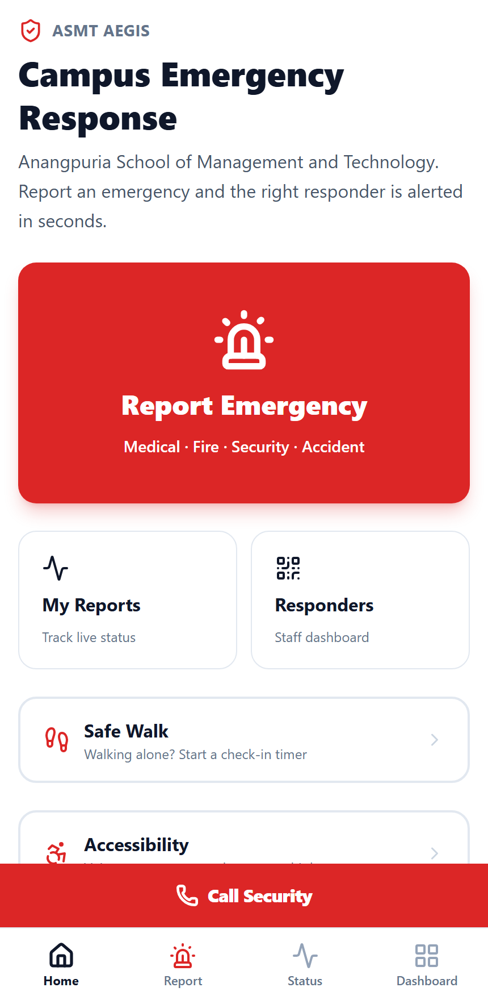 ASMT AEGIS
Campus Emergency
Response
Anangpuria School of Management and Technology.
Report an emergency and the right responder is alerted
in seconds.
Report Emergency
Medical · Fire · Security · Accident
My Reports
Track live status
Responders
Staff dashboard
Safe Walk
Walking alone? Start a check-in timer
Accessibility
Call Security
Home
Report
Status
Dashboard